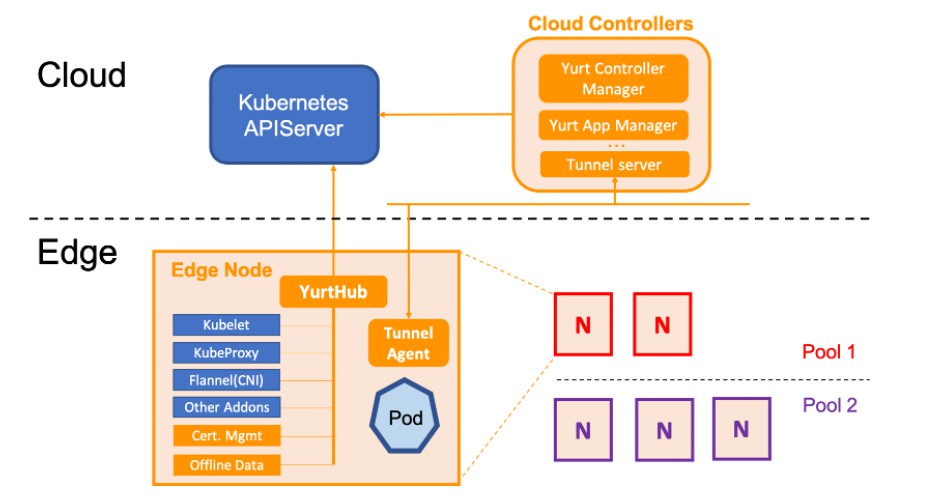 Cloud Controllers
Cloud
Kubernetes
APIServer
Yurt Controller
Manager
Yurt App Manager
...
Tunnel server
Edge
Edge Node
YurtHub
Kubelet
KubeProxy
Flannel(CNI)
Other Addons
Cert. Mgmt
Offline Data
Tunnel
Agent
Pod
N
N
Pool 1
Pool 2
N
N
N